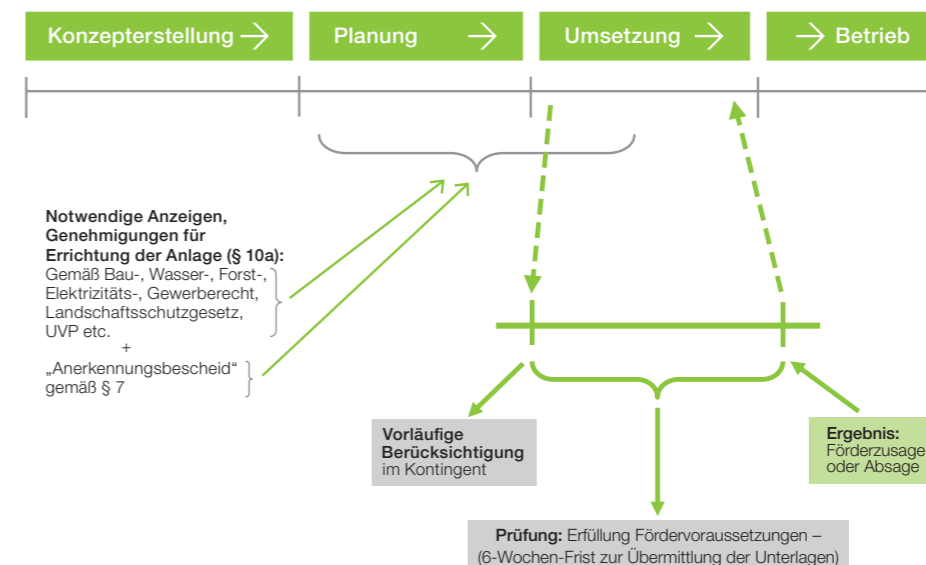 Konzepterstellung
Planung
Umsetzung
Betrieb
Notwendige Anzeigen,
Genehmigungen für
Errichtung der Anlage (§ 10a):
Gemäß Bau-, Wasser-, Forst-,
Elektrizitäts-, Gewerberecht,
Landschaftsschutzgesetz,
UVP etc.
+
„Anerkennungsbescheid“
gemäß § 7
Vorläufige
Berücksichtigung
im Kontingent
Ergebnis:
Förderzusage
oder Absage
Prüfung: Erfüllung Fördervoraussetzungen –
(6-Wochen-Frist zur Übermittlung der Unterlagen)